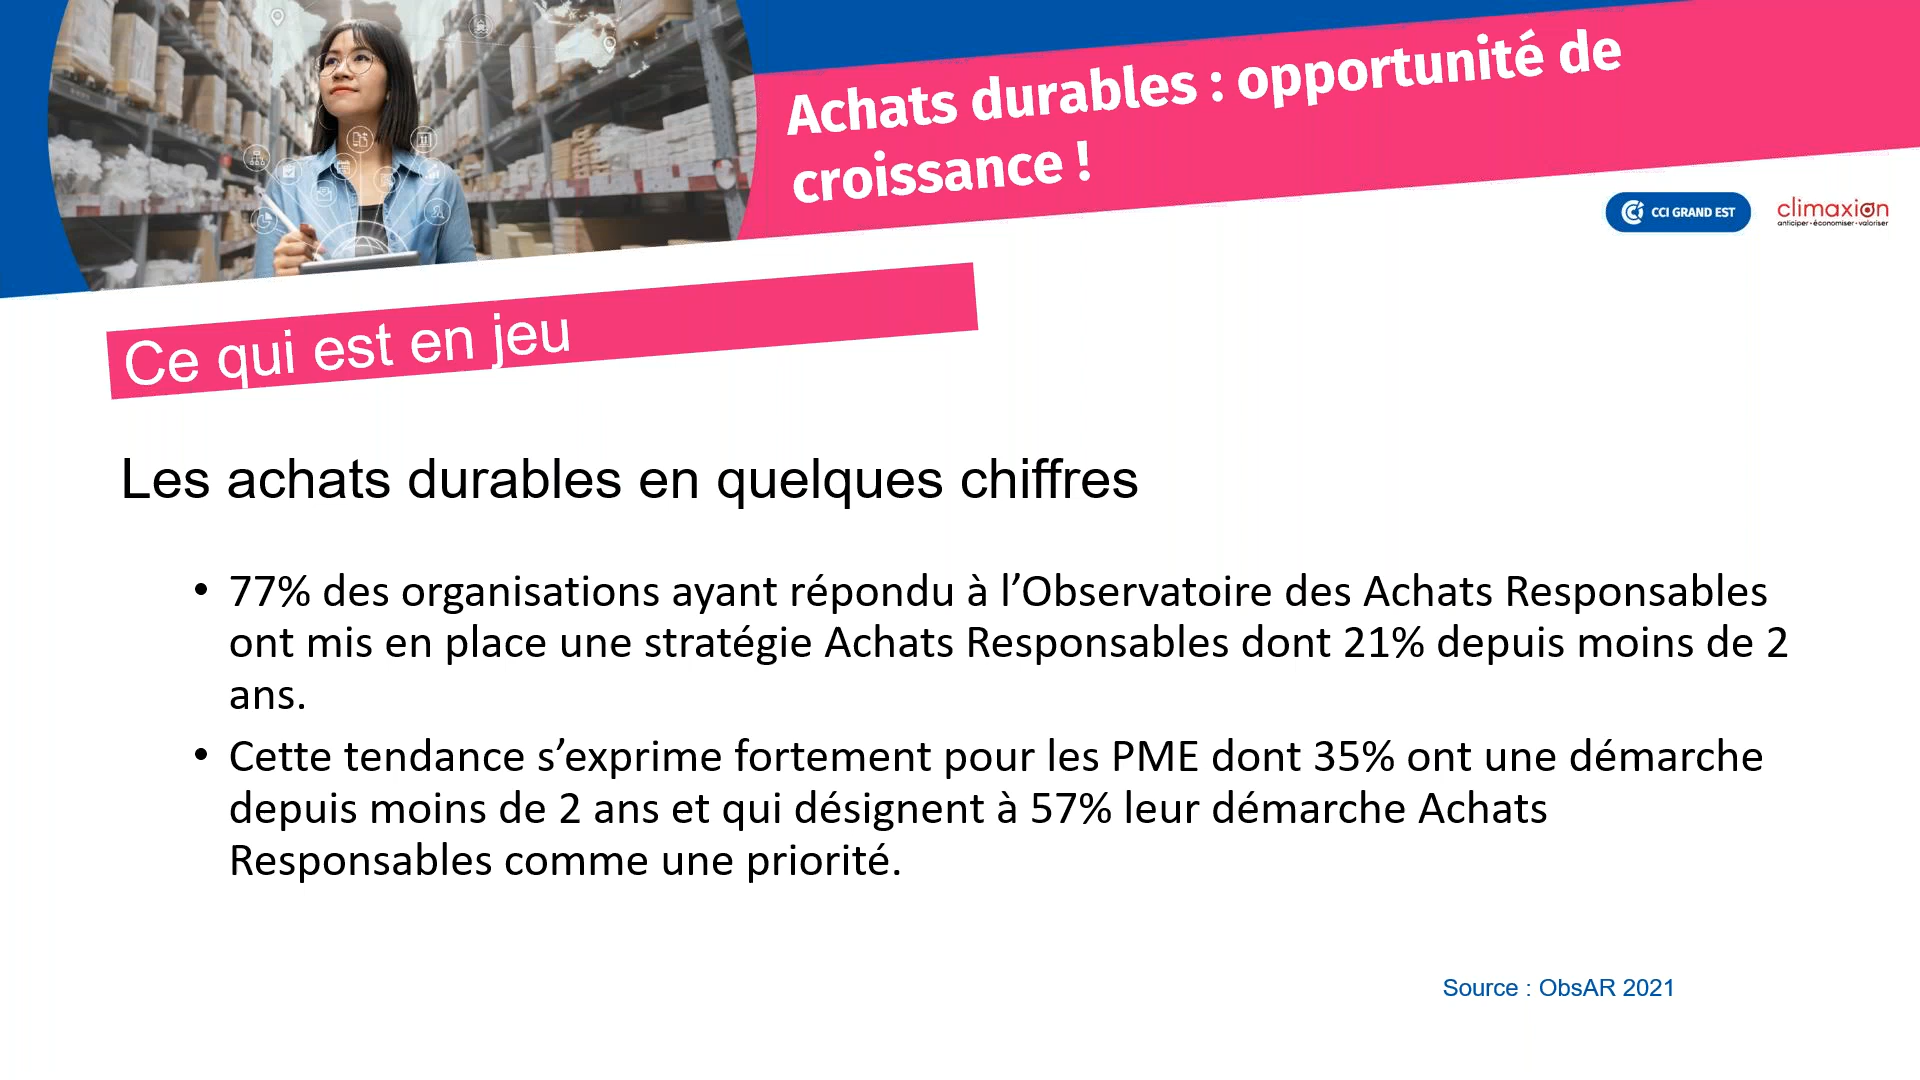 Achats durables : opportunité de
croissance !
CCI GRAND EST
climaxion
anticiper • économiser • valoriser
Ce qui est en jeu
Les achats durables en quelques chiffres
• 77% des organisations ayant répondu à l’Observatoire des Achats Responsables
ont mis en place une stratégie Achats Responsables dont 21% depuis moins de 2
ans.
• Cette tendance s’exprime fortement pour les PME dont 35% ont une démarche
depuis moins de 2 ans et qui désignent à 57% leur démarche Achats
Responsables comme une priorité.
Source : ObsAR 2021